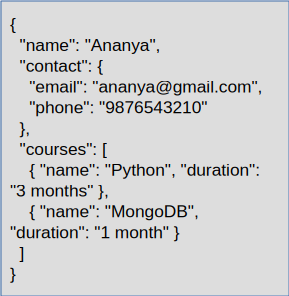 {
  "name": "Ananya",
  "contact": {
    "email": "ananya@gmail.com",
    "phone": "9876543210"
  },
  "courses": [
    { "name": "Python", "duration":
"3 months" },
    { "name": "MongoDB",
"duration": "1 month" }
  ]
}